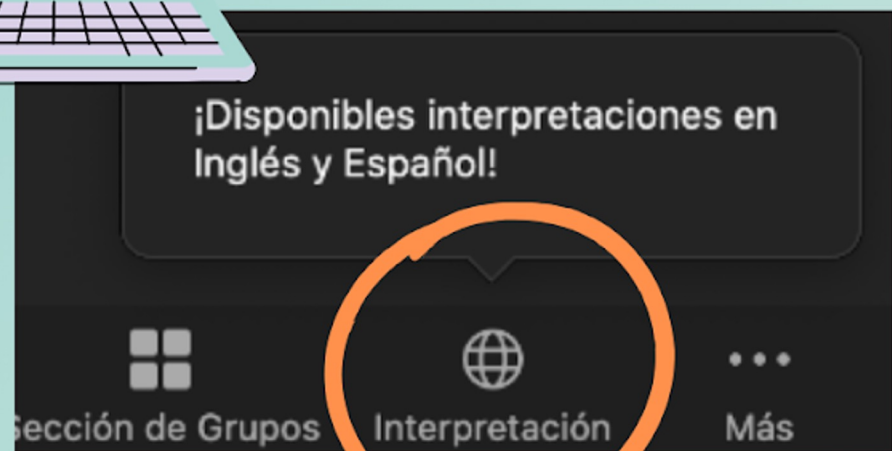 ¡Disponibles interpretaciones en
Inglés y Español!
Sección de Grupos
Interpretación
Más